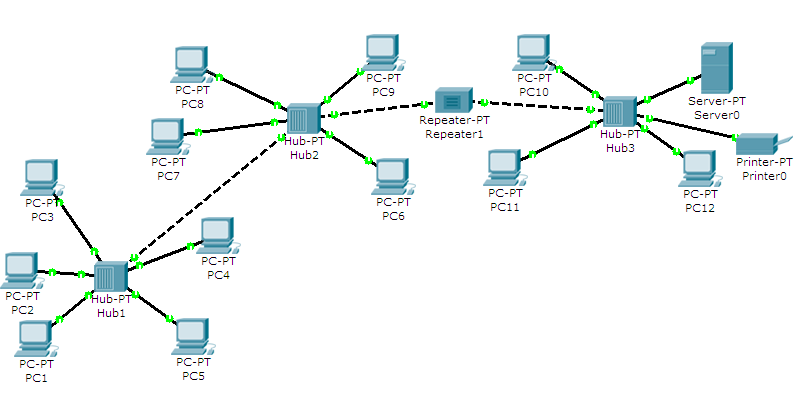 PC-PT
PC8
PC-PT
PC9
PC-PT
PC10
Server-PT
Server0
Repeater-PT
Repeater1
Hub-PT
Hub2
Hub-PT
Hub3
PC-PT
PC7
Printer-PT
Printer0
PC-PT
PC6
PC-PT
PC11
PC-PT
PC12
PC-PT
PC3
PC-PT
PC4
PC-PT
PC2
Hub-PT
Hub1
PC-PT
PC1
PC-PT
PC5